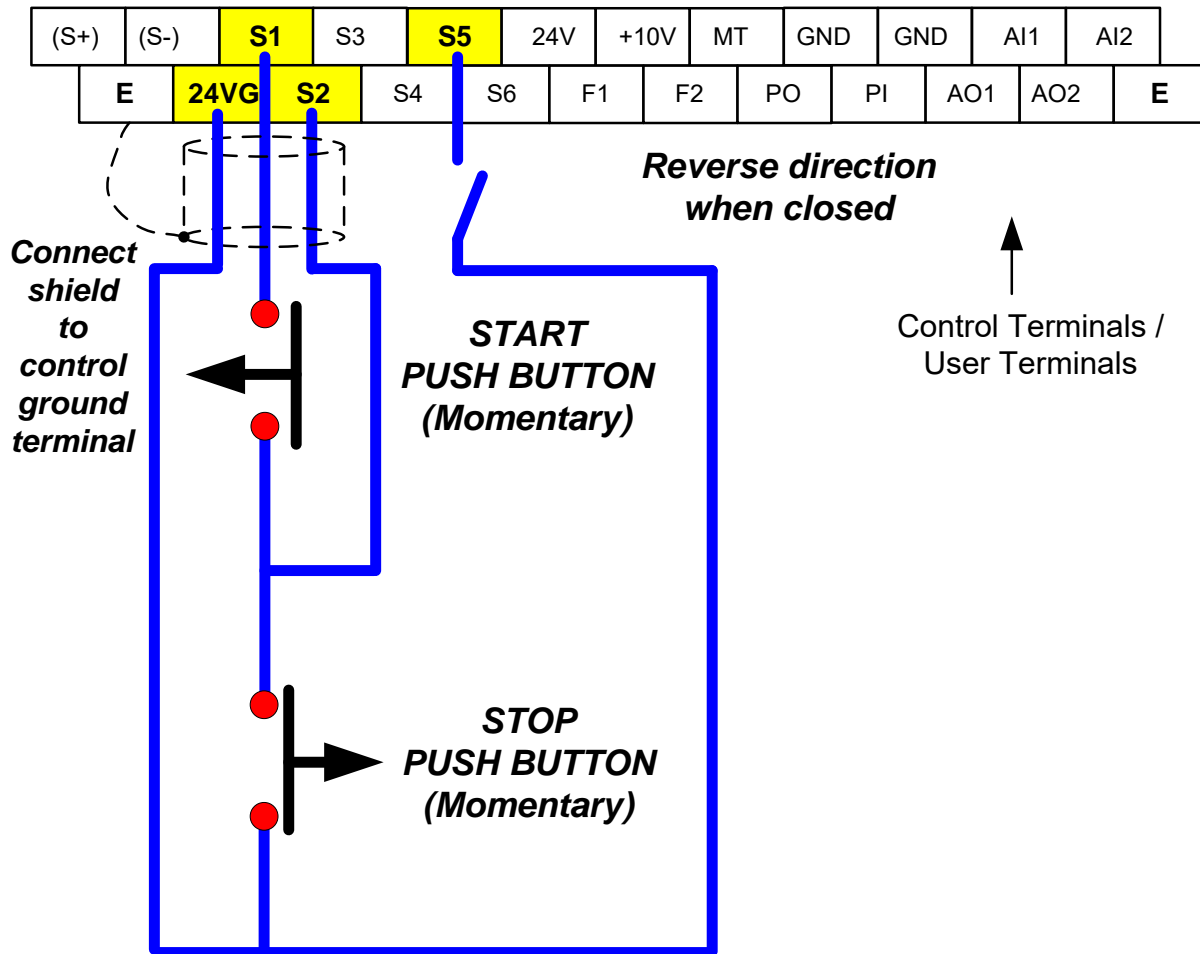 (S+) (S-) S1 S3 S5 24V +10V MT GND GND AI1 AI2
E 24VG S2 S4 S6 F1 F2 PO PI AO1 AO2 E
Reverse direction
when closed
Connect
shield
to
control
ground
terminal
START
PUSH BUTTON
(Momentary)
Control Terminals /
User Terminals
STOP
PUSH BUTTON
(Momentary)